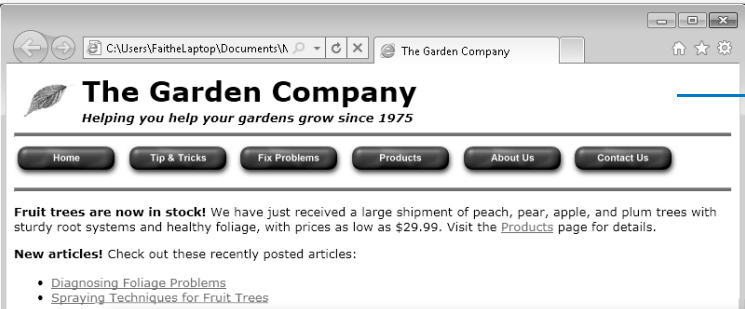 C:\Users\FaitheLaptop\Documents\N
The Garden Company
The Garden Company
Helping you help your gardens grow since 1975
Home Tip & Tricks Fix Problems Products About Us Contact Us
Fruit trees are now in stock! We have just received a large shipment of peach, pear, apple, and plum trees with
sturdy root systems and healthy foliage, with prices as low as $29.99. Visit the Products page for details.
New articles! Check out these recently posted articles:
• Diagnosing Foliage Problems
• Spraying Techniques for Fruit Trees